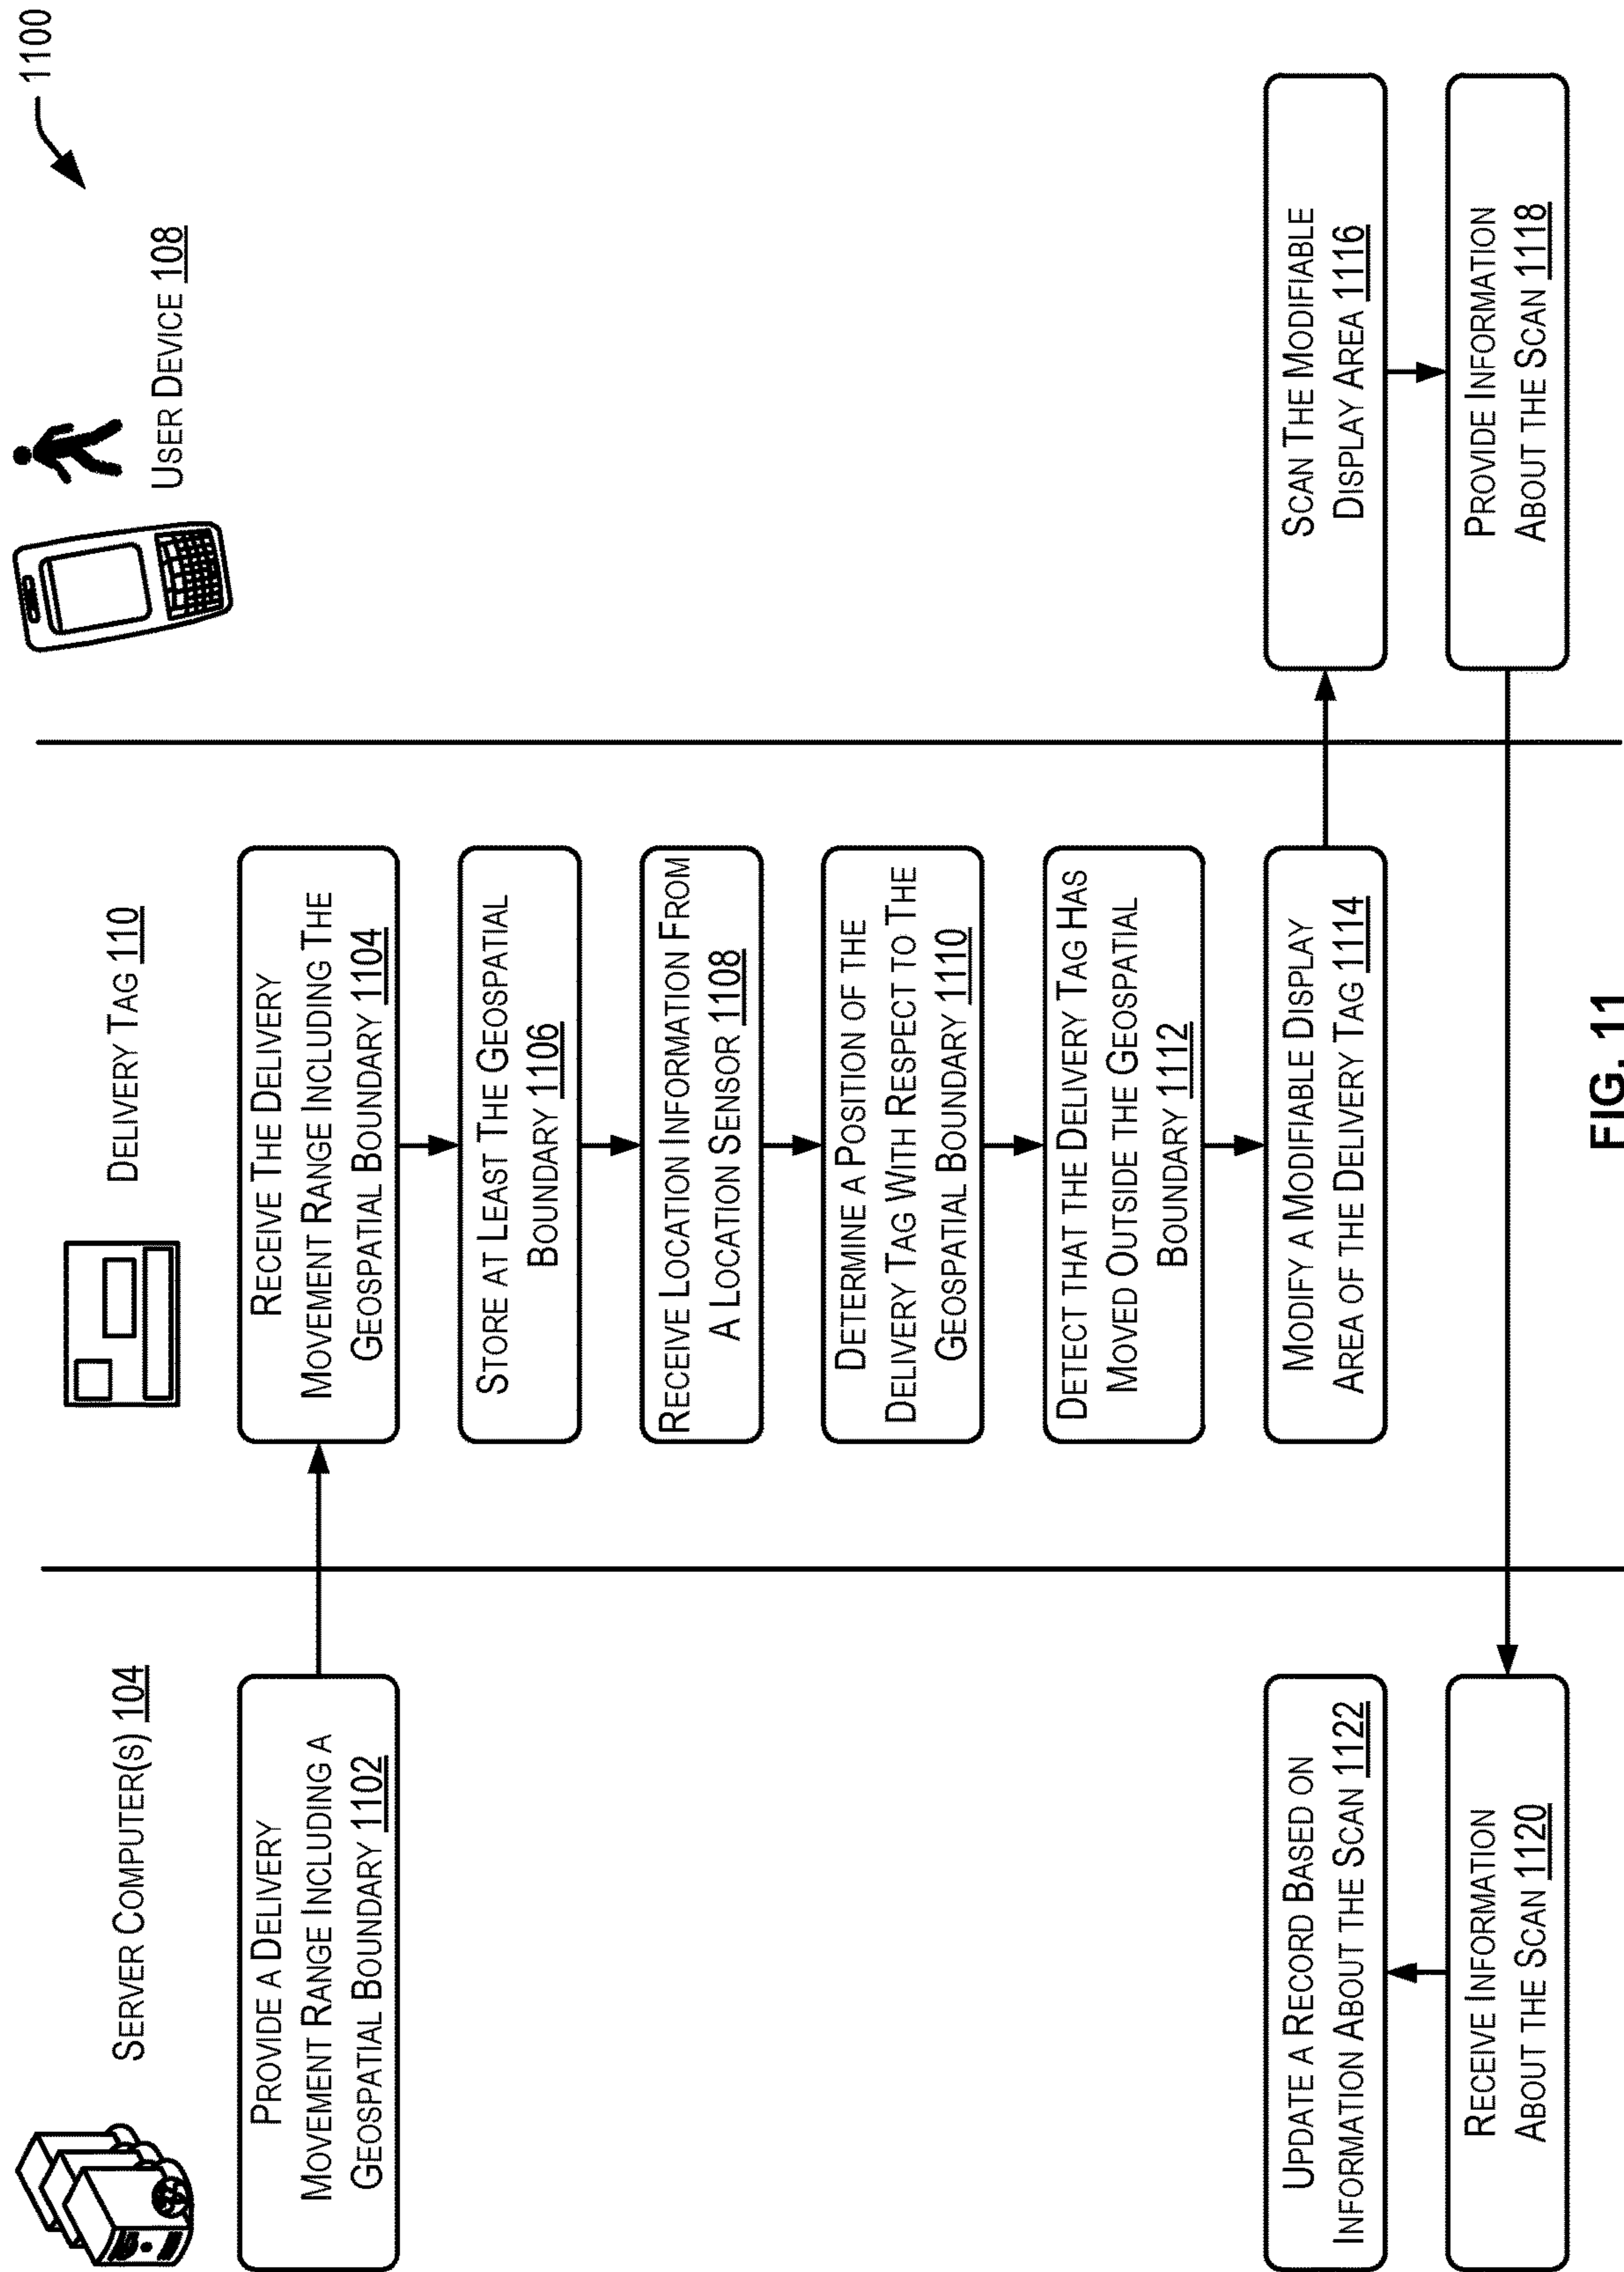 1100
SERVER COMPUTER(S) 104
DELIVERY TAG 110
USER DEVICE 108
PROVIDE A DELIVERY
MOVEMENT RANGE INCLUDING A
GEOSPATIAL BOUNDARY 1102
RECEIVE THE DELIVERY
MOVEMENT RANGE INCLUDING THE
GEOSPATIAL BOUNDARY 1104
STORE AT LEAST THE GEOSPATIAL
BOUNDARY 1106
RECEIVE LOCATION INFORMATION FROM
A LOCATION SENSOR 1108
DETERMINE A POSITION OF THE
DELIVERY TAG WITH RESPECT TO THE
GEOSPATIAL BOUNDARY 1110
DETECT THAT THE DELIVERY TAG HAS
MOVED OUTSIDE THE GEOSPATIAL
BOUNDARY 1112
MODIFY A MODIFIABLE DISPLAY
AREA OF THE DELIVERY TAG 1114
SCAN THE MODIFIABLE
DISPLAY AREA 1116
PROVIDE INFORMATION
ABOUT THE SCAN 1118
RECEIVE INFORMATION
ABOUT THE SCAN 1120
UPDATE A RECORD BASED ON
INFORMATION ABOUT THE SCAN 1122
FIG. 11